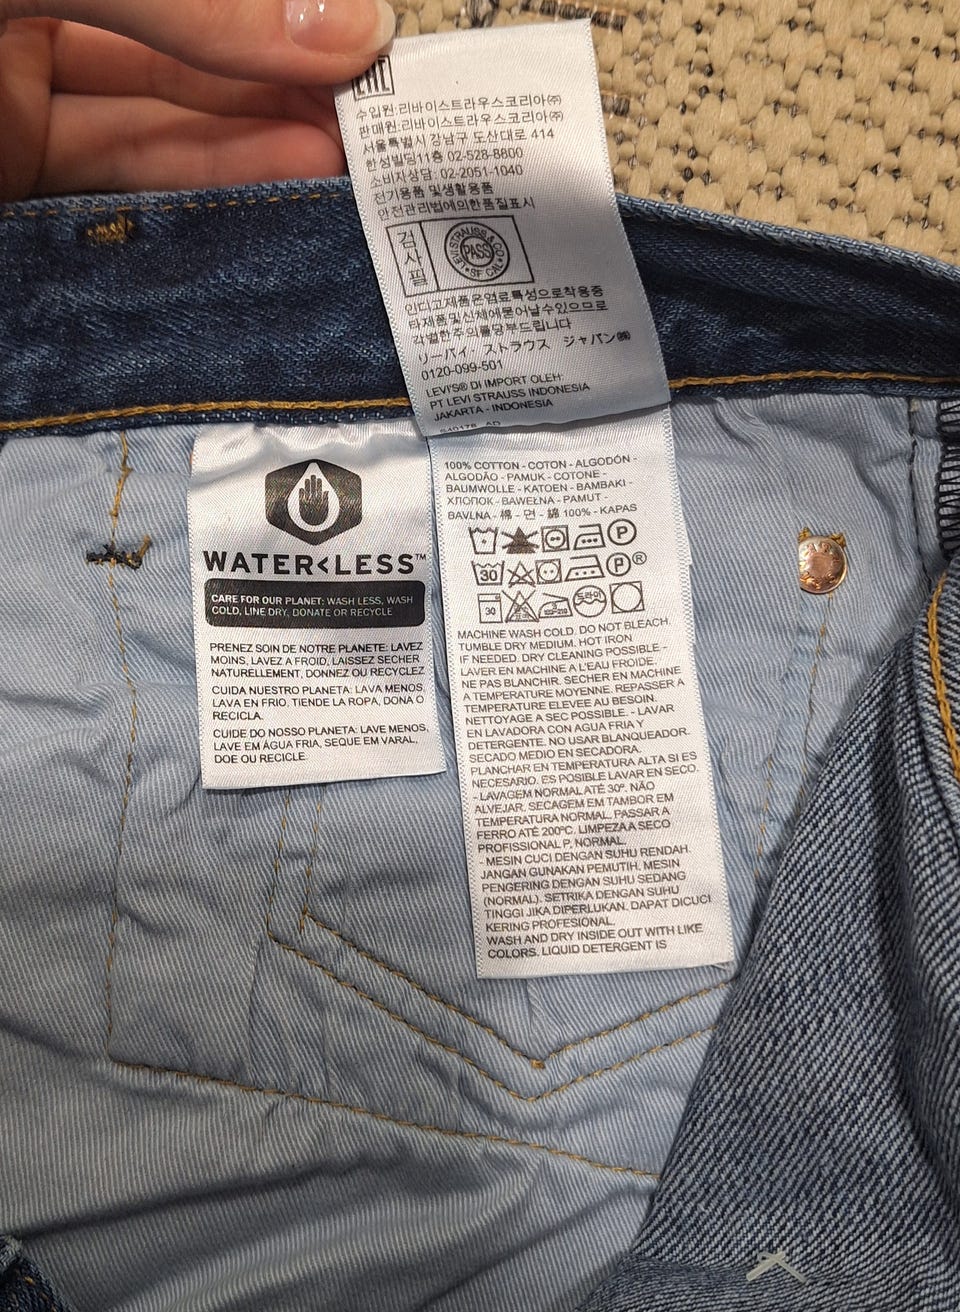 EAC
수입원:리바이스트라우스코리아㈜
판매원:리바이스트라우스코리아㈜
서울특별시 강남구 도산대로 414
한성빌딩11층 02-528-8800
소비자상담: 02-2051-1040
전기용품 및생활용품
안전관리법에의한품질표시
검사필
LEVI STRAUSS & CO
PASS
SF CAL
인디고제품은염료특성으로착용중
타제품및신체에묻어날수있으므로
각별한주의를당부드립니다
リーバイ ストラウス ジャパン㈱
0120-099-501
LEVI'S® DI IMPORT OLEH:
PT LEVI STRAUSS INDONESIA
JAKARTA - INDONESIA
WATER<LESS™
CARE FOR OUR PLANET: WASH LESS, WASH
COLD, LINE DRY, DONATE OR RECYCLE
PRENEZ SOIN DE NOTRE PLANETE: LAVEZ
MOINS, LAVEZ A FROID, LAISSEZ SECHER
NATURELLEMENT, DONNEZ OU RECYCLEZ
CUIDA NUESTRO PLANETA: LAVA MENOS,
LAVA EN FRIO, TIENDE LA ROPA, DONA O
RECICLA.
CUIDE DO NOSSO PLANETA: LAVE MENOS,
LAVE EM ÁGUA FRIA, SEQUE EM VARAL,
DOE OU RECICLE
100% COTTON - COTON - ALGODÓN -
ALGODÃO - PAMUK - COTONE -
BAUMWOLLE - KATOEN - BAMBAKI -
ХЛОПОК - BAWEŁNA - PAMUT -
BAVLNA - 棉 - 면 - 綿 100% - KAPAS
P
30 P®
30 드라이
MACHINE WASH COLD. DO NOT BLEACH.
TUMBLE DRY MEDIUM. HOT IRON
IF NEEDED. DRY CLEANING POSSIBLE. -
LAVER EN MACHINE A L'EAU FROIDE.
NE PAS BLANCHIR. SECHER EN MACHINE
A TEMPERATURE MOYENNE. REPASSER A
TEMPERATURE ELEVEE AU BESOIN.
NETTOYAGE A SEC POSSIBLE. - LAVAR
EN LAVADORA CON AGUA FRIA Y
DETERGENTE. NO USAR BLANQUEADOR.
SECADO MEDIO EN SECADORA.
PLANCHAR EN TEMPERATURA ALTA SI ES
NECESARIO. ES POSIBLE LAVAR EN SECO.
- LAVAGEM NORMAL ATÉ 30º. NÃO
ALVEJAR. SECAGEM EM TAMBOR EM
TEMPERATURA NORMAL. PASSAR A
FERRO ATÉ 200ºC. LIMPEZA A SECO
PROFISSIONAL P, NORMAL.
- MESIN CUCI DENGAN SUHU RENDAH.
JANGAN GUNAKAN PEMUTIH. MESIN
PENGERING DENGAN SUHU SEDANG
(NORMAL). SETRIKA DENGAN SUHU
TINGGI JIKA DIPERLUKAN. DAPAT DICUCI
KERING PROFESIONAL.
WASH AND DRY INSIDE OUT WITH LIKE
COLORS. LIQUID DETERGENT IS